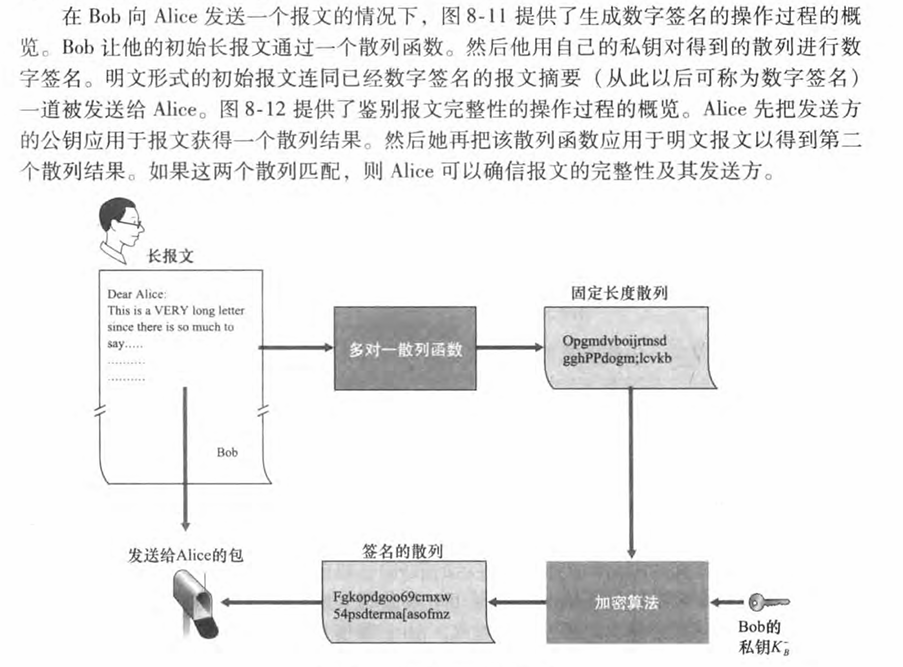 在 Bob 向 Alice 发送一个报文的情况下，图 8-11 提供了生成数字签名的操作过程的概
览。Bob 让他的初始长报文通过一个散列函数。然后他用自己的私钥对得到的散列进行数
字签名。明文形式的初始报文连同已经数字签名的报文摘要（从此以后可称为数字签名）
一道被发送给 Alice。图 8-12 提供了鉴别报文完整性的操作过程的概览。Alice 先把发送方
的公钥应用于报文获得一个散列结果。然后她再把该散列函数应用于明文报文以得到第二
个散列结果。如果这两个散列匹配，则 Alice 可以确信报文的完整性及其发送方。
长报文
Dear Alice:
This is a VERY long letter
since there is so much to
say.....
..........
..........
Bob
多对一散列函数
固定长度散列
Opgmdvboijrtnsd
gghPPdogm;lcvkb
发送给Alice的包
签名的散列
Fgkopdgoo69cmxw
54psdterma[asofmz
加密算法
Bob的
私钥K⁻B